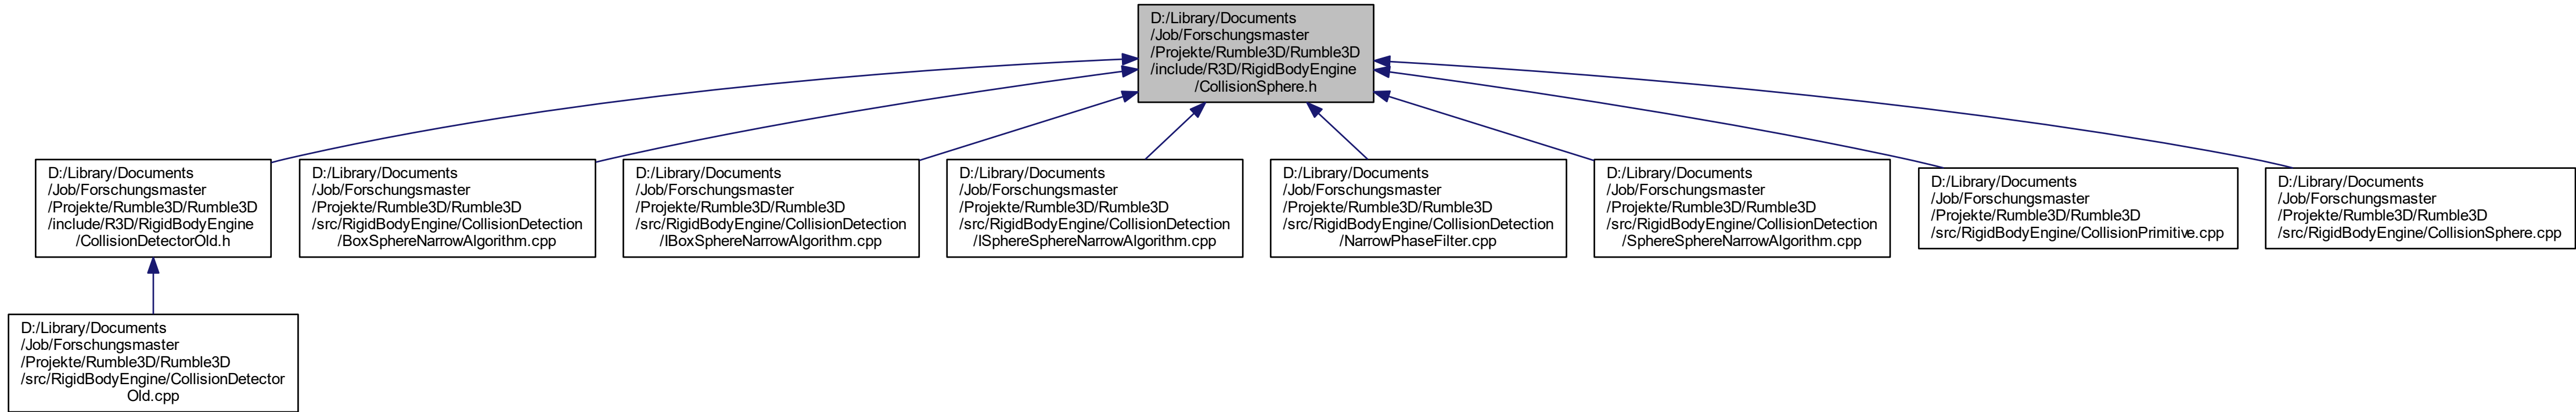 D:/Library/Documents
/Job/Forschungsmaster
/Projekte/Rumble3D/Rumble3D
/include/R3D/RigidBodyEngine
/CollisionSphere.h
D:/Library/Documents
/Job/Forschungsmaster
/Projekte/Rumble3D/Rumble3D
/include/R3D/RigidBodyEngine
/CollisionDetectorOld.h
D:/Library/Documents
/Job/Forschungsmaster
/Projekte/Rumble3D/Rumble3D
/src/RigidBodyEngine/CollisionDetection
/BoxSphereNarrowAlgorithm.cpp
D:/Library/Documents
/Job/Forschungsmaster
/Projekte/Rumble3D/Rumble3D
/src/RigidBodyEngine/CollisionDetection
/IBoxSphereNarrowAlgorithm.cpp
D:/Library/Documents
/Job/Forschungsmaster
/Projekte/Rumble3D/Rumble3D
/src/RigidBodyEngine/CollisionDetection
/ISphereSphereNarrowAlgorithm.cpp
D:/Library/Documents
/Job/Forschungsmaster
/Projekte/Rumble3D/Rumble3D
/src/RigidBodyEngine/CollisionDetection
/NarrowPhaseFilter.cpp
D:/Library/Documents
/Job/Forschungsmaster
/Projekte/Rumble3D/Rumble3D
/src/RigidBodyEngine/CollisionDetection
/SphereSphereNarrowAlgorithm.cpp
D:/Library/Documents
/Job/Forschungsmaster
/Projekte/Rumble3D/Rumble3D
/src/RigidBodyEngine/CollisionPrimitive.cpp
D:/Library/Documents
/Job/Forschungsmaster
/Projekte/Rumble3D/Rumble3D
/src/RigidBodyEngine/CollisionSphere.cpp
D:/Library/Documents
/Job/Forschungsmaster
/Projekte/Rumble3D/Rumble3D
/src/RigidBodyEngine/CollisionDetector
Old.cpp